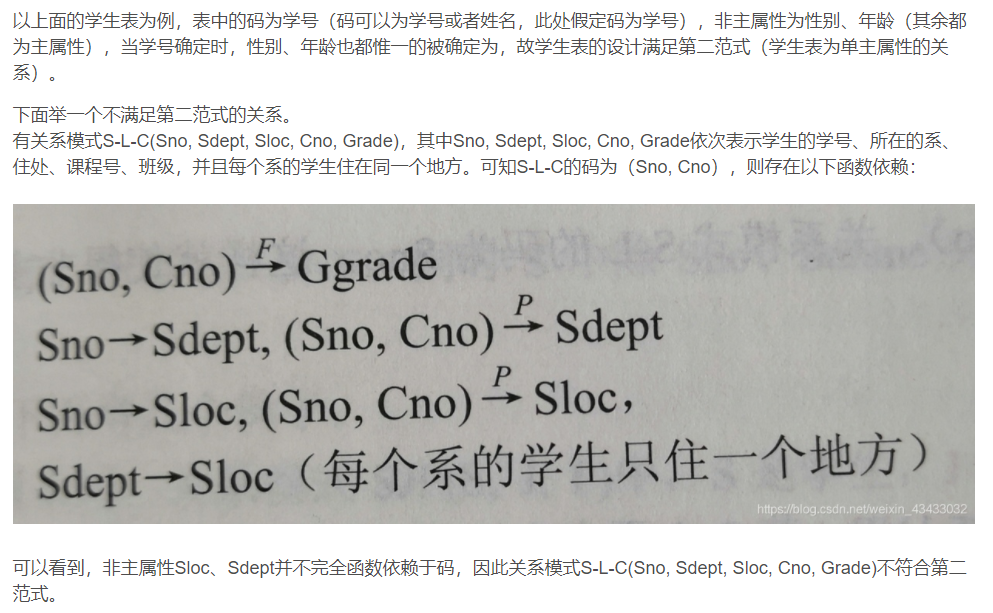 以上面的学生表为例，表中的码为学号（码可以为学号或者姓名，此处假定码为学号），非主属性为性别、年龄（其余都
为主属性），当学号确定时，性别、年龄也都惟一的被确定为，故学生表的设计满足第二范式（学生表为单主属性的关
系）。
下面举一个不满足第二范式的关系。
有关系模式S-L-C(Sno, Sdept, Sloc, Cno, Grade)，其中Sno, Sdept, Sloc, Cno, Grade依次表示学生的学号、所在的系、
住处、课程号、班级，并且每个系的学生住在同一个地方。可知S-L-C的码为（Sno, Cno），则存在以下函数依赖：
(Sno, Cno) F→ Ggrade
Sno→Sdept, (Sno, Cno) P→ Sdept
Sno→Sloc, (Sno, Cno) P→ Sloc，
Sdept→Sloc（每个系的学生只住一个地方）
https://blog.csdn.net/weixin_43433032
可以看到，非主属性Sloc、Sdept并不完全函数依赖于码，因此关系模式S-L-C(Sno, Sdept, Sloc, Cno, Grade)不符合第二
范式。